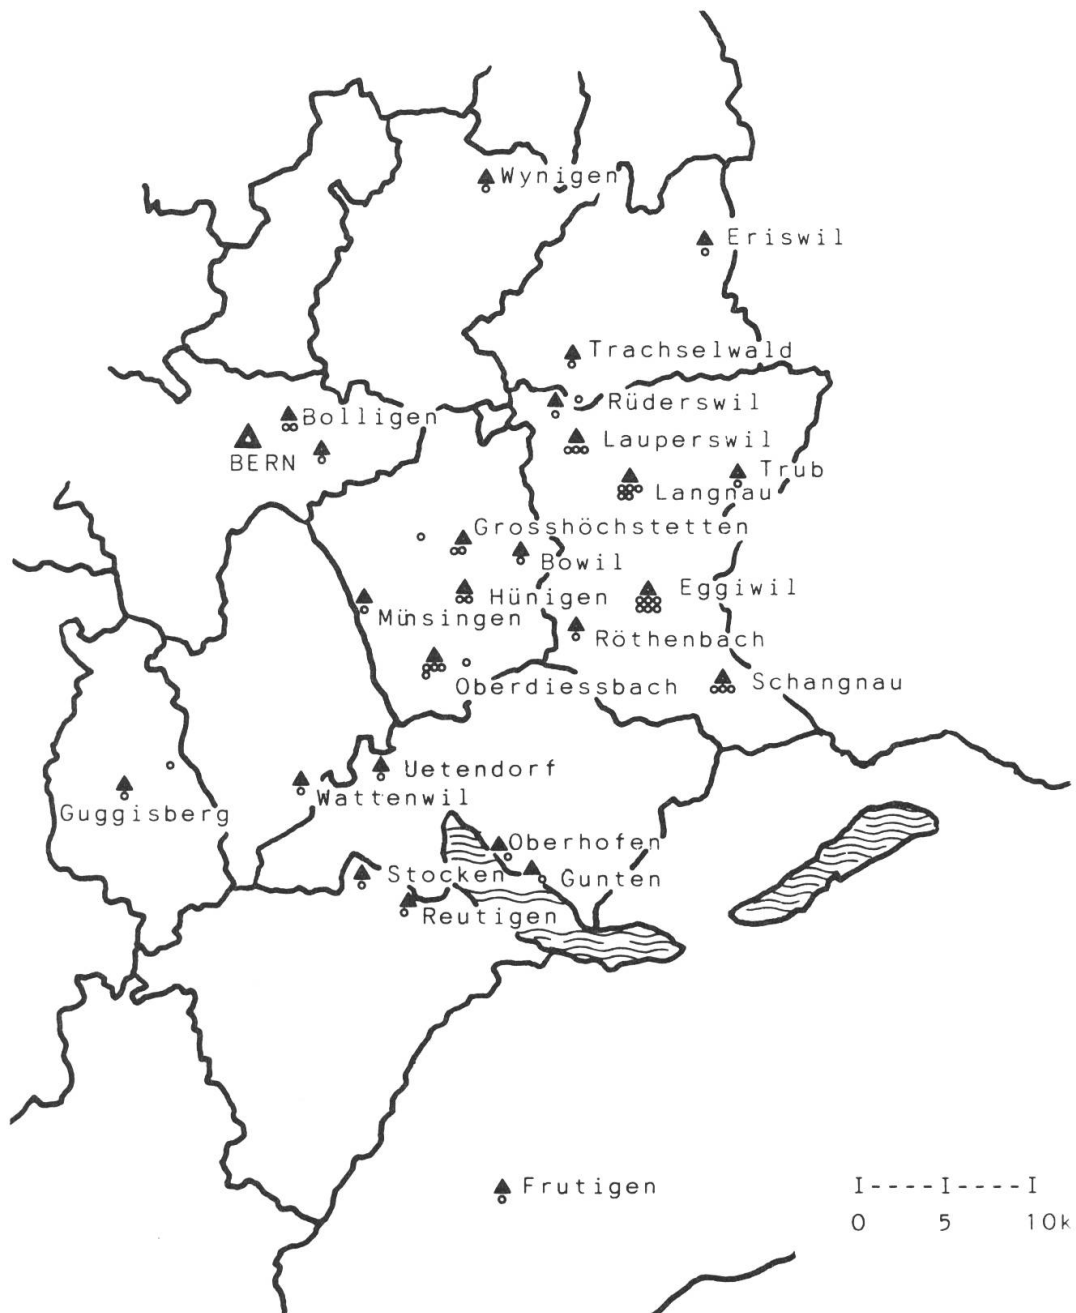 Wynigen
Eriswil
Trachselwald
Rüderswil
Bolligen
BERN
Lauperswil
Trub
Langnau
Grosshöchstetten
Bowil
Eggiwil
Hünigen
Münsingen
Röthenbach
Oberdiessbach
Schangnau
Uetendorf
Wattenwil
Guggisberg
Oberhofen
Stocken
Gunten
Reutigen
Frutigen
I----I----I
0 5 10k